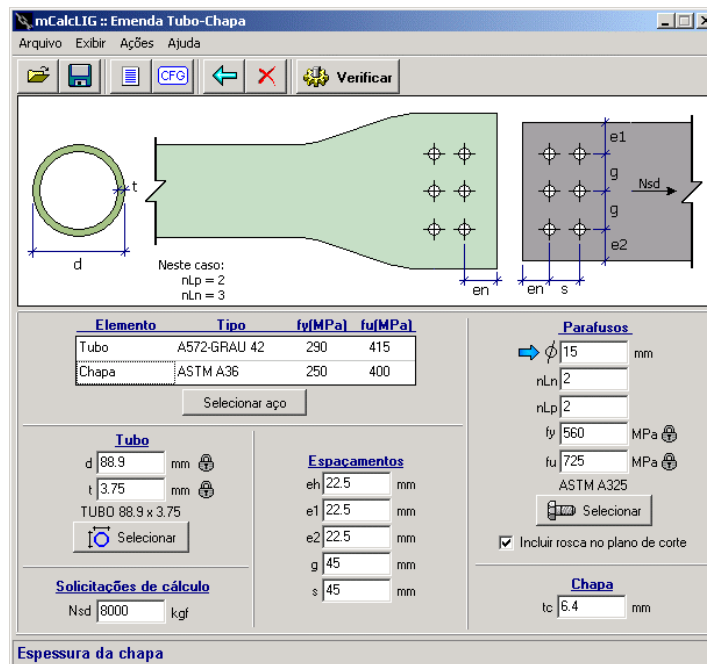 mCalcLIG :: Emenda Tubo-Chapa
Arquivo Exibir Ações Ajuda
CFG Verificar
t
d
Neste caso:
nLp = 2
nLn = 3
en
e1
g
Nsd
g
e2
en s
Elemento Tipo fy(MPa) fu(MPa)
Tubo A572-GRAU 42 290 415
Chapa ASTM A36 250 400
Selecionar aço
Parafusos
ϕ 15 mm
nLn 2
nLp 2
fy 560 MPa
fu 725 MPa
ASTM A325
Selecionar
Incluir rosca no plano de corte
Tubo
d 88.9 mm
t 3.75 mm
TUBO 88.9 x 3.75
Selecionar
Espaçamentos
eh 22.5 mm
e1 22.5 mm
e2 22.5 mm
g 45 mm
s 45 mm
Solicitações de cálculo
Nsd 8000 kgf
Chapa
tc 6.4 mm
Espessura da chapa